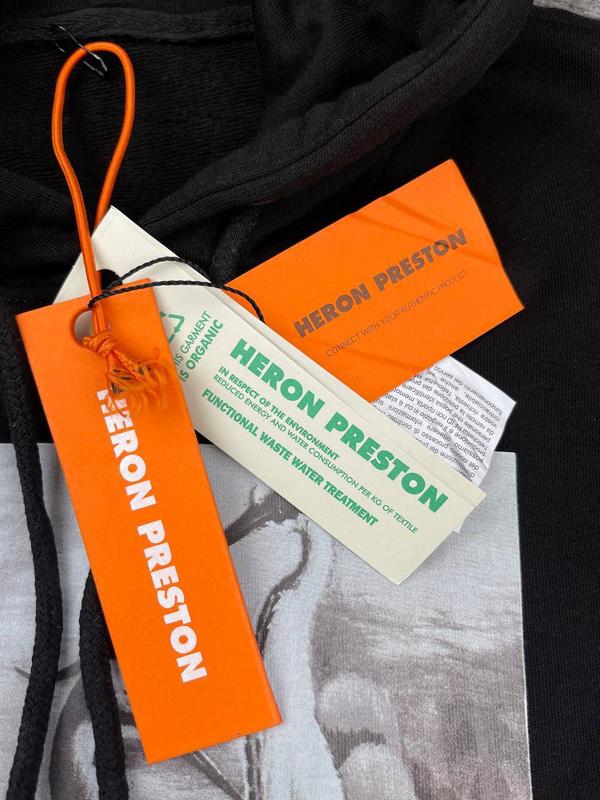 HERON PRESTON
CONNECT WITH YOUR AUTHENTIC PRODUCT
THIS GARMENT
IS ORGANIC
HERON PRESTON
IN RESPECT OF THE ENVIRONMENT
REDUCED ENERGY AND WATER CONSUMPTION PER KG OF TEXTILE
FUNCTIONAL WASTE WATER TREATMENT
HERON PRESTON